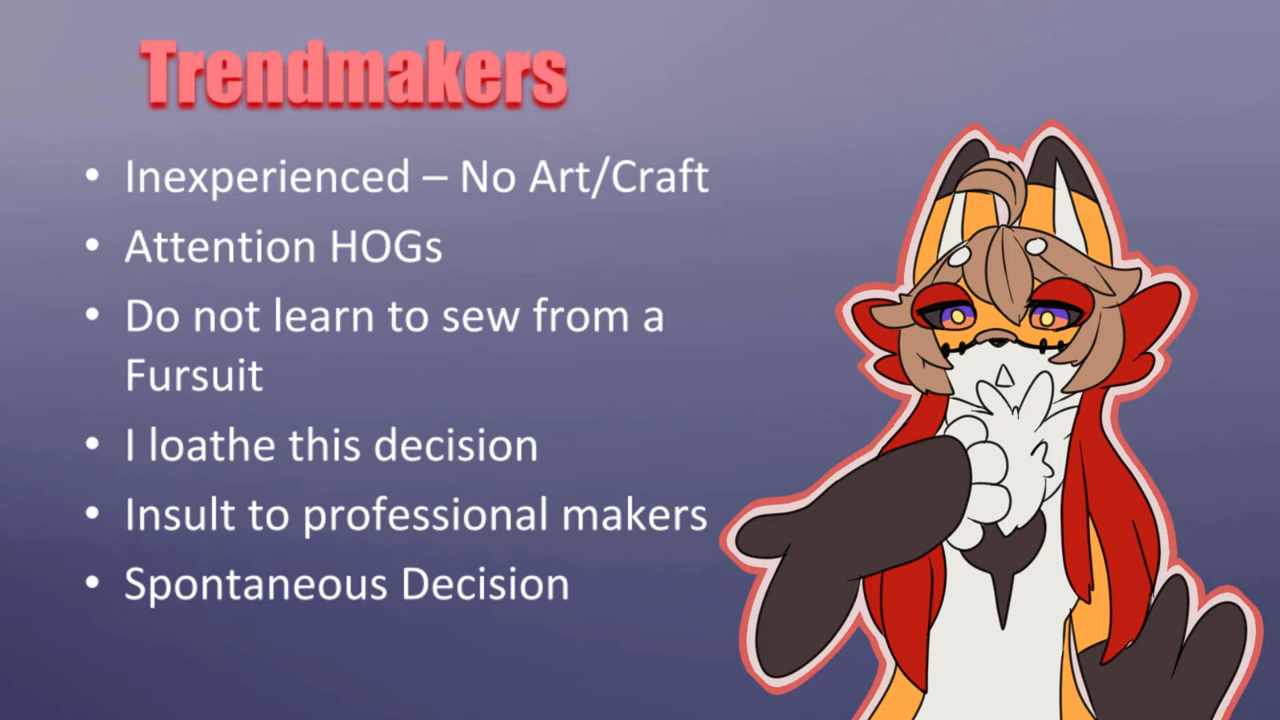 Trendmakers
• Inexperienced – No Art/Craft
• Attention HOGs
• Do not learn to sew from a
Fursuit
• I loathe this decision
• Insult to professional makers
• Spontaneous Decision